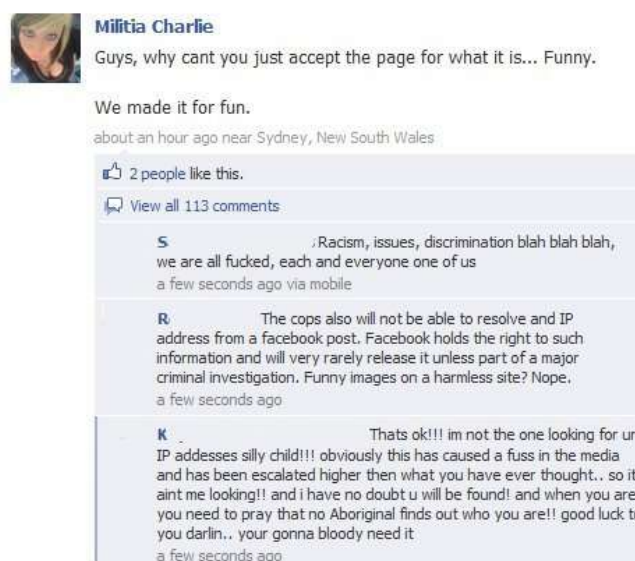 Militia Charlie
Guys, why cant you just accept the page for what it is... Funny.
We made it for fun.
about an hour ago near Sydney, New South Wales
2 people like this.
View all 113 comments
S Racism, issues, discrimination blah blah blah,
we are all fucked, each and everyone one of us
a few seconds ago via mobile
R The cops also will not be able to resolve and IP
address from a facebook post. Facebook holds the right to such
information and will very rarely release it unless part of a major
criminal investigation. Funny images on a harmless site? Nope.
a few seconds ago
K Thats ok!!! im not the one looking for ur
IP addesses silly child!!! obviously this has caused a fuss in the media
and has been escalated higher then what you have ever thought.. so it
aint me looking!! and i have no doubt u will be found! and when you are
you need to pray that no Aboriginal finds out who you are!! good luck
you darlin.. your gonna bloody need it
a few seconds ago